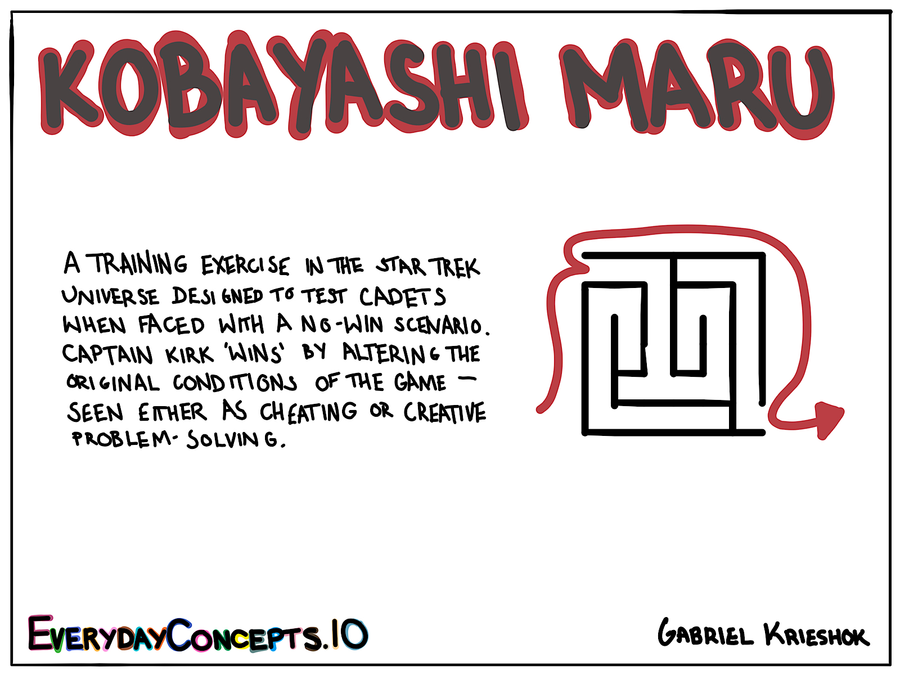 KOBAYASHI MARU
A TRAINING EXERCISE IN THE STAR TREK
UNIVERSE DESIGNED TO TEST CADETS
WHEN FACED WITH A NO-WIN SCENARIO.
CAPTAIN KIRK 'WINS' BY ALTERING THE
ORIGINAL CONDITIONS OF THE GAME —
SEEN EITHER AS CHEATING OR CREATIVE
PROBLEM-SOLVING.
EVERYDAYCONCEPTS.IO
GABRIEL KRIESHOK